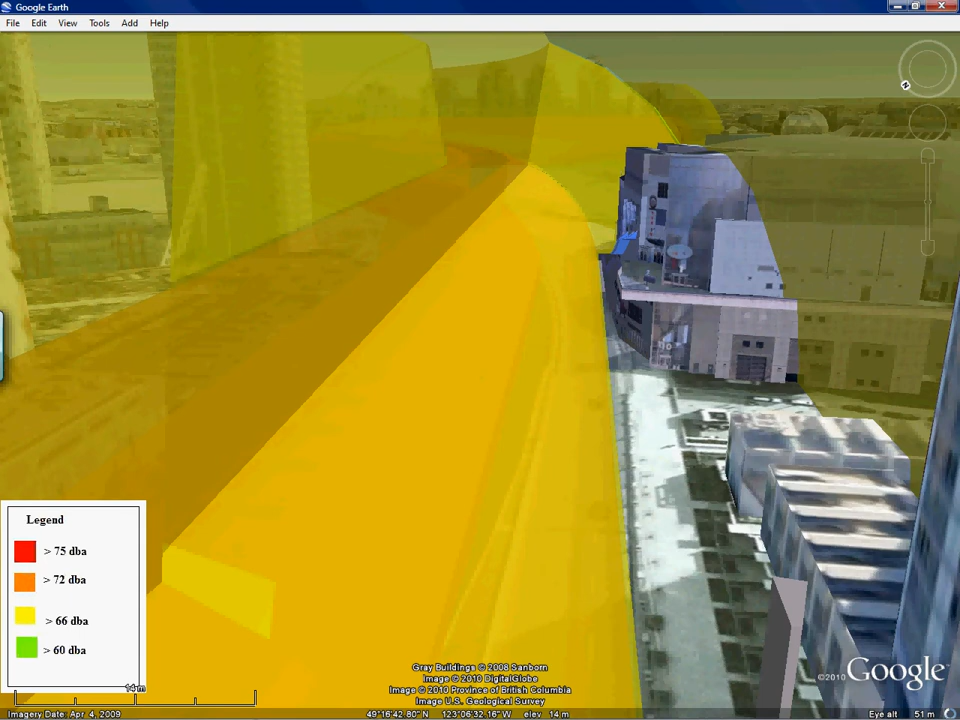 Google Earth
File Edit View Tools Add Help
Legend
> 75 dba
> 72 dba
> 66 dba
> 60 dba
14 m
Gray Buildings © 2008 Sanborn
Image © 2010 DigitalGlobe
Image © 2010 Province of British Columbia
Image U.S. Geological Survey
©2010 Google
Imagery Date: Apr. 4, 2009 49°16'42.80" N 123°06'32.16" W elev 14 m Eye alt 51 m